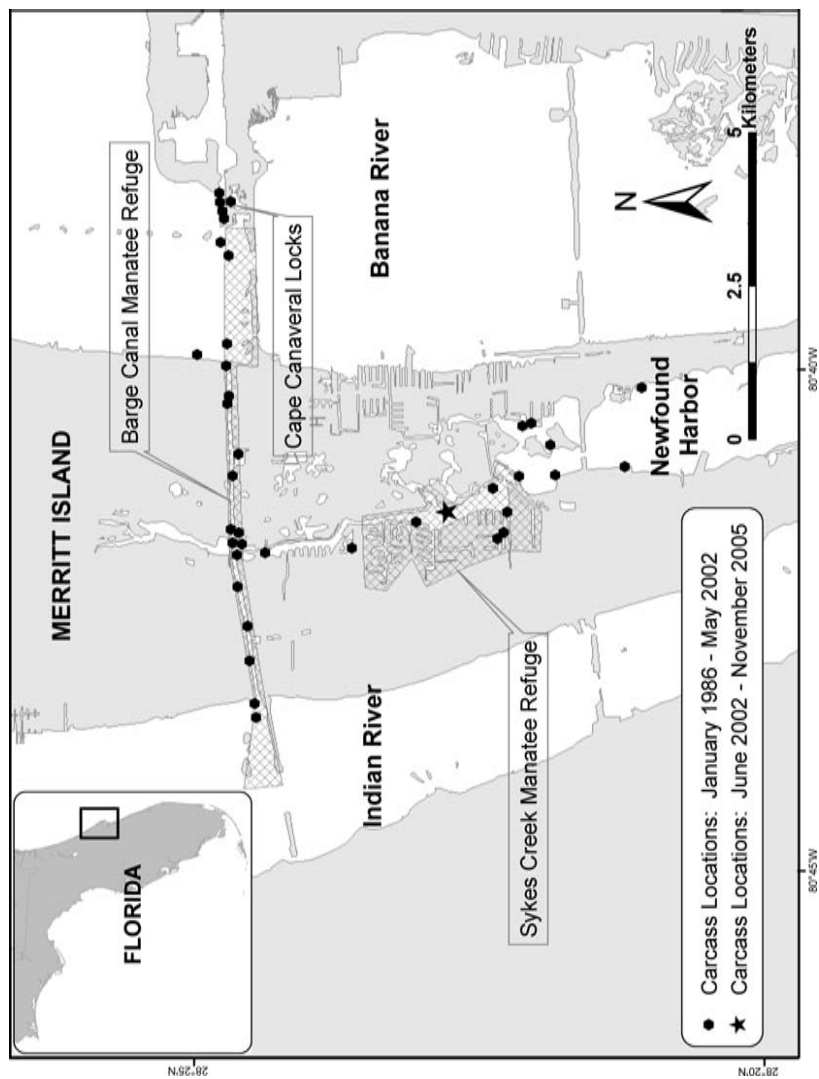 MERRITT ISLAND
Barge Canal Manatee Refuge
Cape Canaveral Locks
Banana River
N
0
2.5
5
Kilometers
Newfound
Harbor
Indian River
Sykes Creek Manatee Refuge
FLORIDA
Carcass Locations: January 1986 - May 2002
Carcass Locations: June 2002 - November 2005
28°25'N
28°20'N
80°45'W
80°40'W